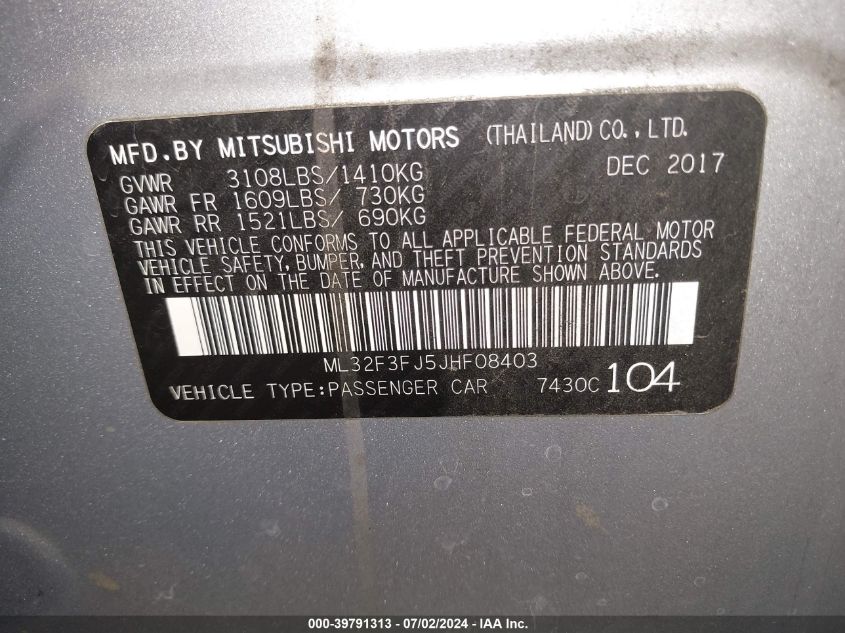 MFD.BY MITSUBISHI MOTORS (THAILAND) CO., LTD.
GVWR 3108LBS/1410KG DEC 2017
GAWR FR 1609LBS/ 730KG
GAWR RR 1521LBS/ 690KG
THIS VEHICLE CONFORMS TO ALL APPLICABLE FEDERAL MOTOR
VEHICLE SAFETY, BUMPER, AND THEFT PREVENTION STANDARDS
IN EFFECT ON THE DATE OF MANUFACTURE SHOWN ABOVE.
ML32F3FJ5JHF08403
VEHICLE TYPE:PASSENGER CAR 7430C 104
000-39791313 - 07/02/2024 - IAA Inc.